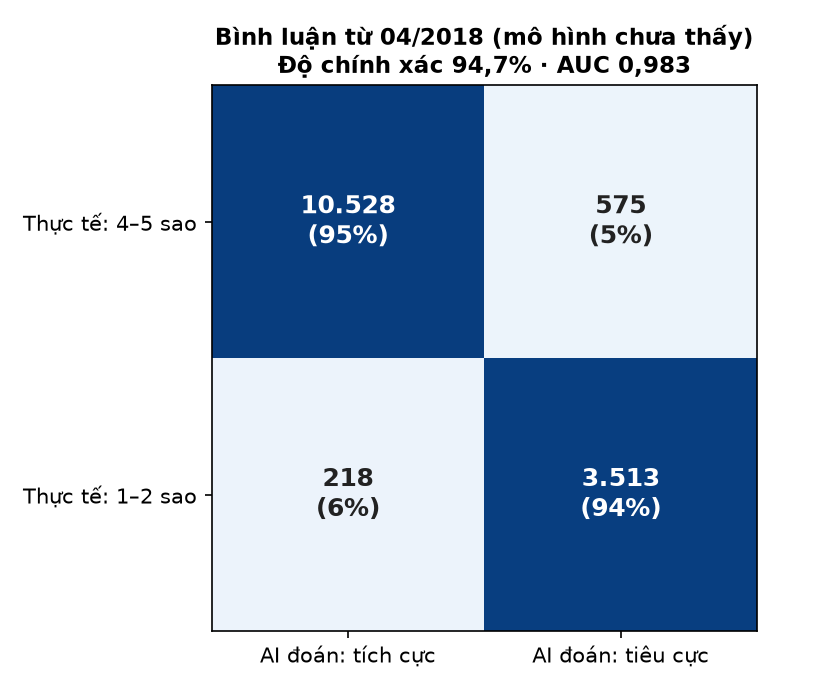 Bình luận từ 04/2018 (mô hình chưa thấy)
Độ chính xác 94,7% · AUC 0,983
Thực tế: 4–5 sao
10.528
(95%)
575
(5%)
Thực tế: 1–2 sao
218
(6%)
3.513
(94%)
AI đoán: tích cực
AI đoán: tiêu cực